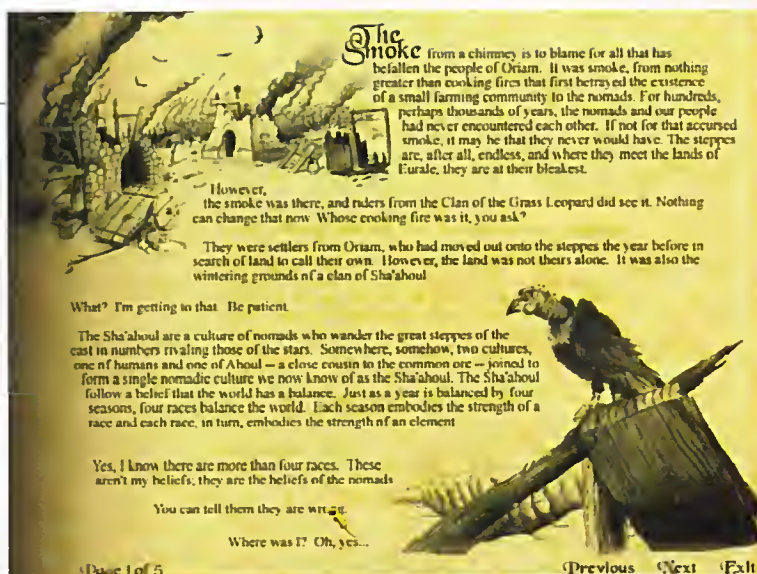 The
Smoke from a chimney is to blame for all that has
befallen the people of Oriam. It was smoke, from nothing
greater than cooking fires that first betrayed the existence
of a small farming community to the nomads. For hundreds,
perhaps thousands of years, the nomads and our people
had never encountered each other. If not for that accursed
smoke, it may be that they never would have. The steppes
are, after all, endless, and where they meet the lands of
Eurale, they are at their bleakest.
However,
the smoke was there, and riders from the Clan of the Grass Leopard did see it. Nothing
can change that now. Whose cooking fire was it, you ask?
They were settlers from Oriam, who had moved out onto the steppes the year before in
search of land to call their own. However, the land was not theirs alone. It was also the
wintering grounds of a clan of Sha'ahoul
What? I'm getting to that. Be patient.
The Sha'ahoul are a culture of nomads who wander the great steppes of the
east in numbers rivaling those of the stars. Somewhere, somehow, two cultures,
one of humans and one of Ahoul – a close cousin to the common orc – joined to
form a single nomadic culture we now know of as the Sha'ahoul. The Sha'ahoul
follow a belief that the world has a balance. Just as a year is balanced by four
seasons, four races balance the world. Each season embodies the strength of a
race and each race, in turn, embodies the strength of an element
Yes, I know there are more than four races. These
aren't my beliefs; they are the beliefs of the nomads
You can tell them they are wrong.
Where was I? Oh, yes...
Page 1 of 5
Previous Next Exit